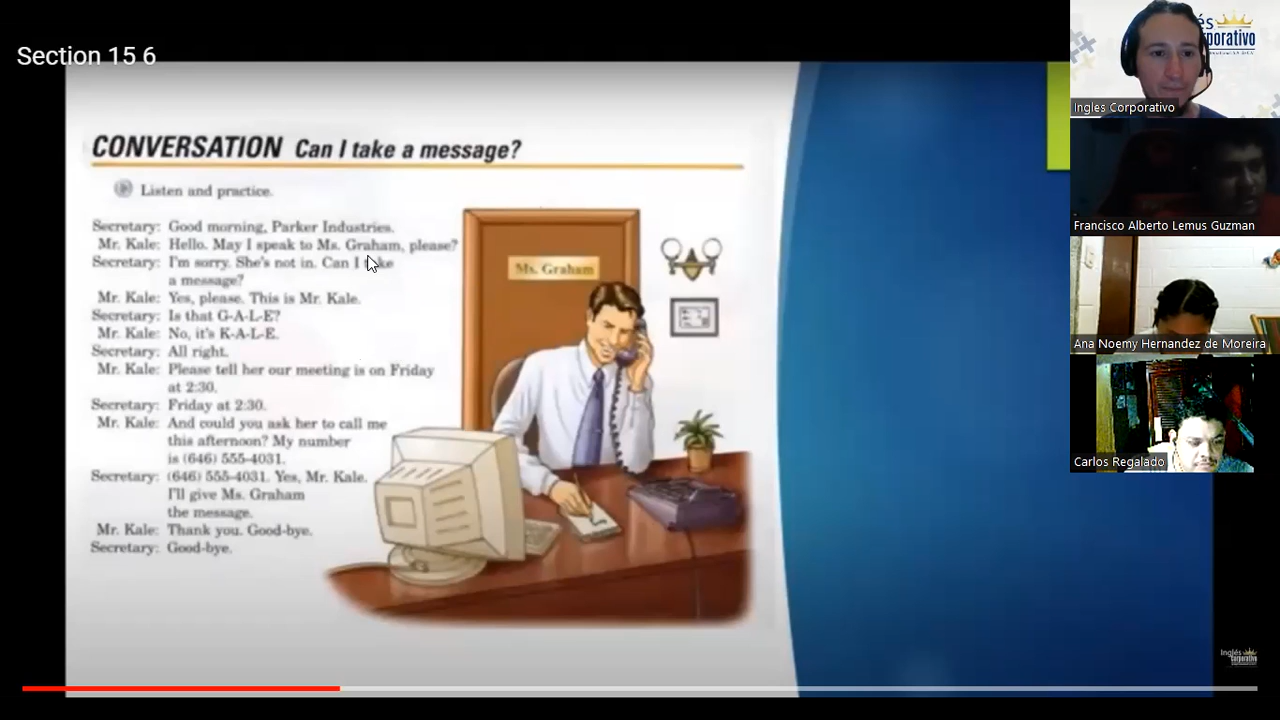 Section 15 6
CONVERSATION Can I take a message?
Listen and practice.
Secretary: Good morning, Parker Industries.
Mr. Kale: Hello. May I speak to Ms. Graham, please?
Secretary: I'm sorry. She's not in. Can I take
a message?
Mr. Kale: Yes, please. This is Mr. Kale.
Secretary: Is that G-A-L-E?
Mr. Kale: No, it's K-A-L-E.
Secretary: All right.
Mr. Kale: Please tell her our meeting is on Friday
at 2:30.
Secretary: Friday at 2:30.
Mr. Kale: And could you ask her to call me
this afternoon? My number
is (646) 555-4031.
Secretary: (646) 555-4031. Yes, Mr. Kale.
I'll give Ms. Graham
the message.
Mr. Kale: Thank you. Good-bye.
Secretary: Good-bye.
Ms. Graham
és
rporativo
Ingles Corporativo
Francisco Alberto Lemus Guzman
Ana Noemy Hernandez de Moreira
Carlos Regalado
Inglés
corporativo